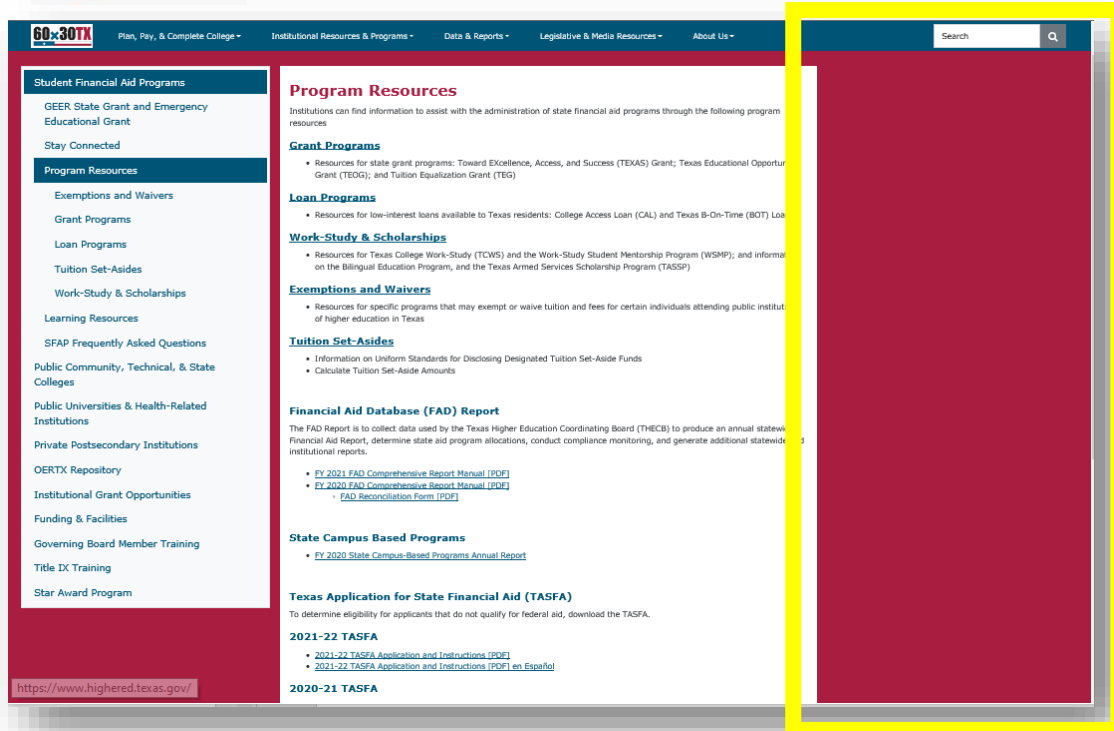 60x30TX
Plan, Pay, & Complete College
Institutional Resources & Programs
Data & Reports
Legislative & Media Resources
About Us
Search
Student Financial Aid Programs
GEER State Grant and Emergency
Educational Grant
Stay Connected
Program Resources
Exemptions and Waivers
Grant Programs
Loan Programs
Tuition Set-Asides
Work-Study & Scholarships
Learning Resources
SFAP Frequently Asked Questions
Public Community, Technical, & State
Colleges
Public Universities & Health-Related
Institutions
Private Postsecondary Institutions
OERTX Repository
Institutional Grant Opportunities
Funding & Facilities
Governing Board Member Training
Title IX Training
Star Award Program
https://www.highered.texas.gov/
Program Resources
Institutions can find information to assist with the administration of state financial aid programs through the following program
resources
Grant Programs
• Resources for state grant programs: Toward EXcellence, Access, and Success (TEXAS) Grant; Texas Educational
Grant (TEOG); and Tuition Equalization Grant (TEG)
Loan Programs
• Resources for low-interest loans available to Texas residents: College Access Loan (CAL) and Texas B-On-Time (BOT)
Work-Study & Scholarships
• Resources for Texas College Work-Study (TCWS) and the Work-Study Student Mentorship Program (WSMP); and
on the Bilingual Education Program, and the Texas Armed Services Scholarship Program (TASSP)
Exemptions and Waivers
• Resources for specific programs that may exempt or waive tuition and fees for certain individuals attending public
of higher education in Texas
Tuition Set-Asides
• Information on Uniform Standards for Disclosing Designated Tuition Set-Aside Funds
• Calculate Tuition Set-Aside Amounts
Financial Aid Database (FAD) Report
The FAD Report is to collect data used by the Texas Higher Education Coordinating Board (THECB) to produce an annual
Financial Aid Report, determine state aid program allocations, conduct compliance monitoring, and generate additional statewide
institutional reports.
• FY 2021 FAD Comprehensive Report Manual [PDF]
• FY 2020 FAD Comprehensive Report Manual [PDF]
◦ FAD Reconciliation Form [PDF]
State Campus Based Programs
• FY 2020 State Campus-Based Programs Annual Report
Texas Application for State Financial Aid (TASFA)
To determine eligibility for applicants that do not qualify for federal aid, download the TASFA.
2021-22 TASFA
• 2021-22 TASFA Application and Instructions [PDF]
• 2021-22 TASFA Application and Instructions [PDF] en Español
2020-21 TASFA